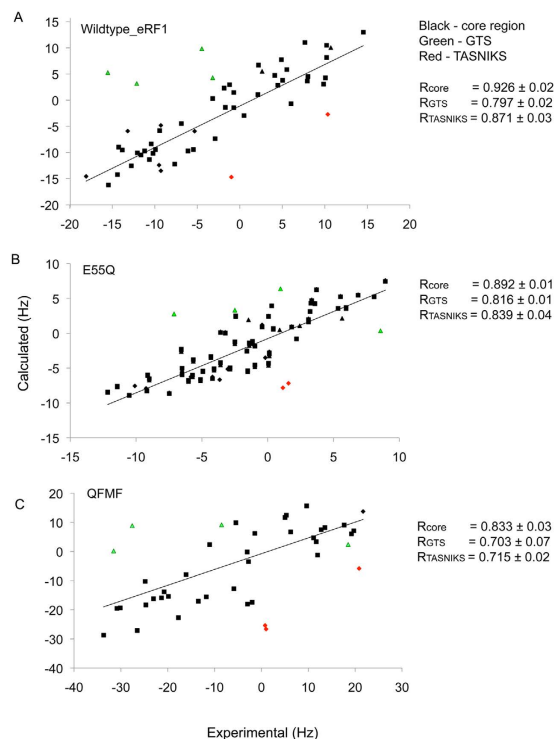 A
Wildtype_eRF1
Black - core region
Green - GTS
Red - TASNIKS
Rcore = 0.926 ± 0.02
RGTS = 0.797 ± 0.02
RTASNIKS = 0.871 ± 0.03
15
10
5
0
-5
-10
-15
-20
-20 -15 -10 -5 0 5 10 15
B
E55Q
Rcore = 0.892 ± 0.01
RGTS = 0.816 ± 0.01
RTASNIKS = 0.839 ± 0.04
Calculated (Hz)
10
5
0
-5
-10
-15
-15 -10 -5 0 5 10
C
QFMF
Rcore = 0.833 ± 0.03
RGTS = 0.703 ± 0.07
RTASNIKS = 0.715 ± 0.02
20
10
0
-10
-20
-30
-40
-40 -30 -20 -10 0 10 20 30
Experimental (Hz)